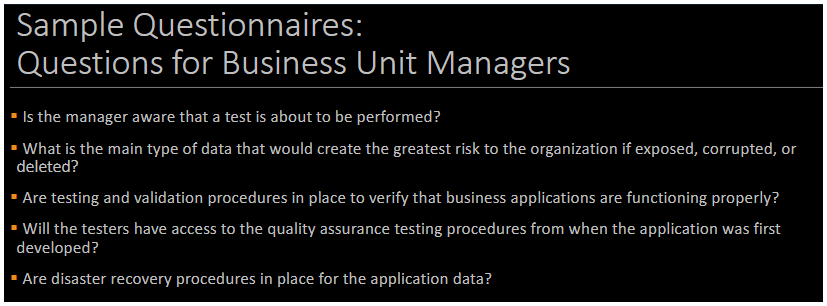 Sample Questionnaires:
Questions for Business Unit Managers
▪ Is the manager aware that a test is about to be performed?
▪ What is the main type of data that would create the greatest risk to the organization if exposed, corrupted, or
deleted?
▪ Are testing and validation procedures in place to verify that business applications are functioning properly?
▪ Will the testers have access to the quality assurance testing procedures from when the application was first
developed?
▪ Are disaster recovery procedures in place for the application data?